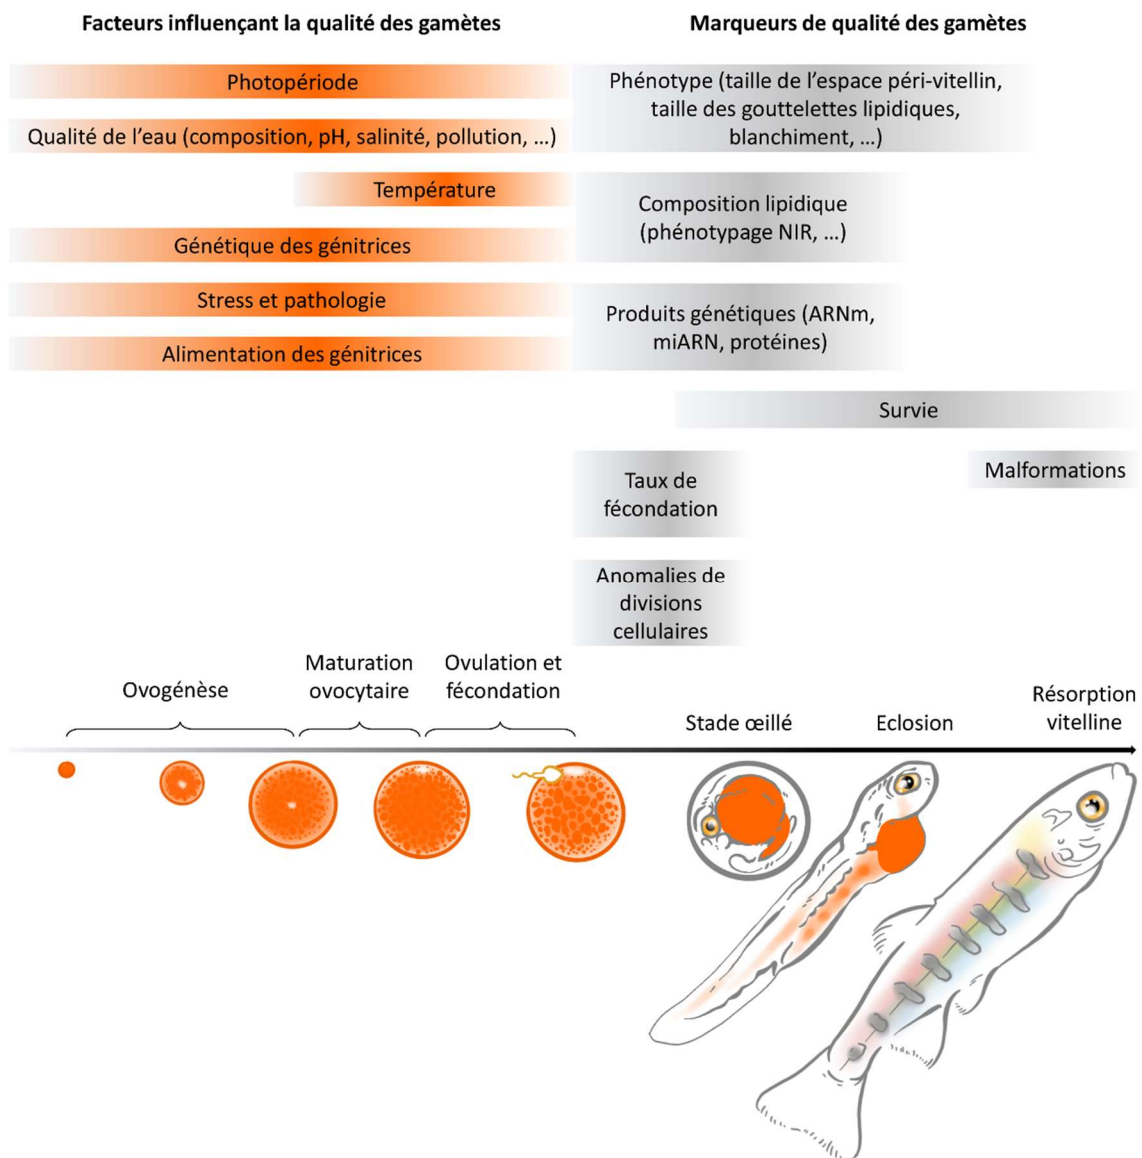 Facteurs influençant la qualité des gamètes
Photopériode
Qualité de l’eau (composition, pH, salinité, pollution, ...)
Température
Génétique des génitrices
Stress et pathologie
Alimentation des génitrices
Marqueurs de qualité des gamètes
Phénotype (taille de l’espace péri-vitellin,
taille des gouttelettes lipidiques,
blanchiment, ...)
Composition lipidique
(phénotypage NIR, ...)
Produits génétiques (ARNm,
miARN, protéines)
Survie
Taux de
fécondation
Malformations
Anomalies de
divisions
cellulaires
Ovogénèse
Maturation
ovocytaire
Ovulation et
fécondation
Stade œillé
Eclosion
Résorption
vitelline